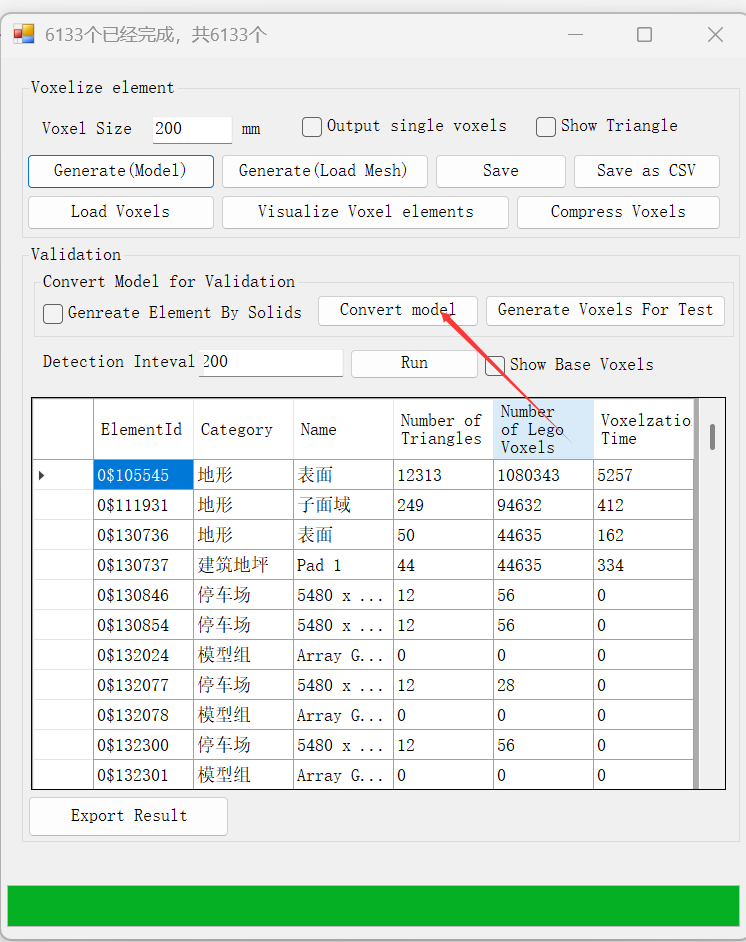 6133个已经完成，共6133个
Voxelize element
Voxel Size 200 mm Output single voxels Show Triangle
Generate(Model) Generate(Load Mesh) Save Save as CSV
Load Voxels Visualize Voxel elements Compress Voxels
Validation
Convert Model for Validation
Genreate Element By Solids Convert model Generate Voxels For Test
Detection Inteval 200 Run Show Base Voxels
ElementId Category Name Number of Triangles Number of Lego Voxels Voxelzatio Time
0$105545 地形 表面 12313 1080343 5257
0$111931 地形 子面域 249 94632 412
0$130736 地形 表面 50 44635 162
0$130737 建筑地坪 Pad 1 44 44635 334
0$130846 停车场 5480 x ... 12 56 0
0$130854 停车场 5480 x ... 12 56 0
0$132024 模型组 Array G... 0 0 0
0$132077 停车场 5480 x ... 12 28 0
0$132078 模型组 Array G... 0 0 0
0$132300 停车场 5480 x ... 12 56 0
0$132301 模型组 Array G... 0 0 0
Export Result